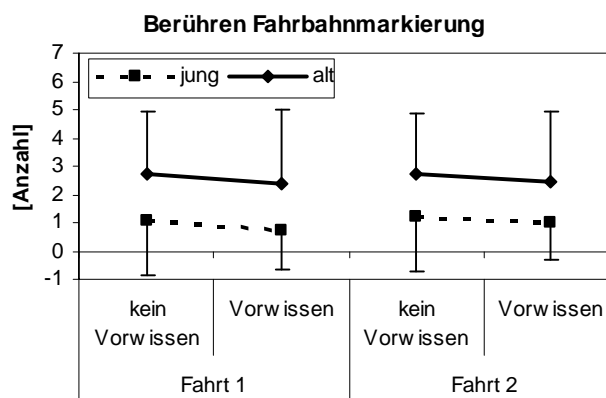 Berühren Fahrbahnmarkierung
7
6
5
4
3
2
1
0
-1
[Anzahl]
jung alt
kein Vorwissen
Vorwissen
kein Vorwissen
Vorwissen
Fahrt 1 Fahrt 2